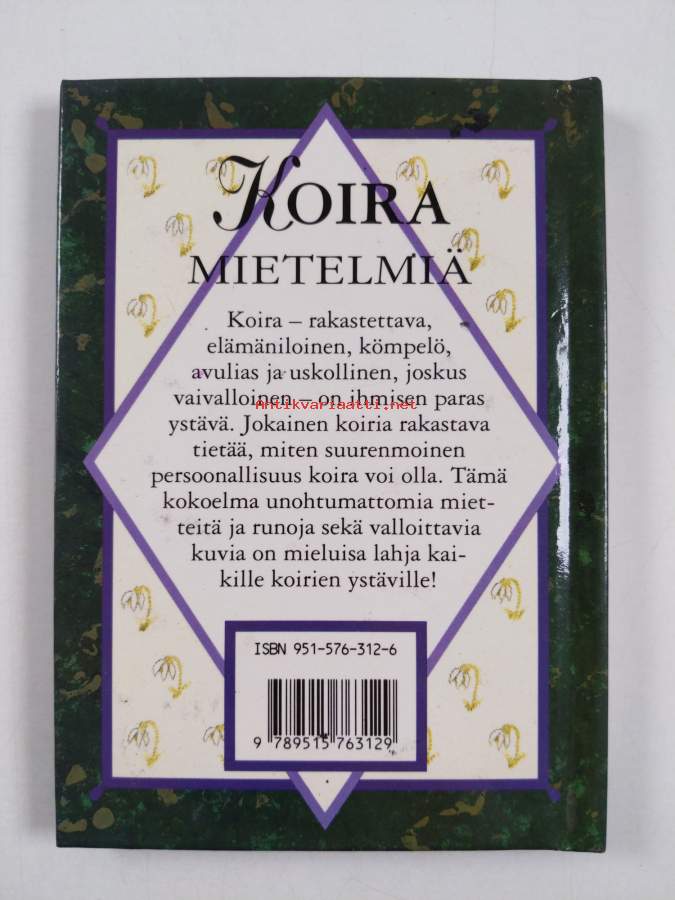 KOIRA
MIETELMIÄ
Koira – rakastettava,
elämäniloinen, kömpelö,
avulias ja uskollinen, joskus
vaivalloinen – on ihmisen paras
Antikvariaatti.net
ystävä. Jokainen koiria rakastava
tietää, miten suurenmoinen
persoonallisuus koira voi olla. Tämä
kokoelma unohtumattomia miet-
teitä ja runoja sekä valloittavia
kuvia on mieluisa lahja kai-
kille koirien ystäville!
ISBN 951-576-312-6
9 789515 763129